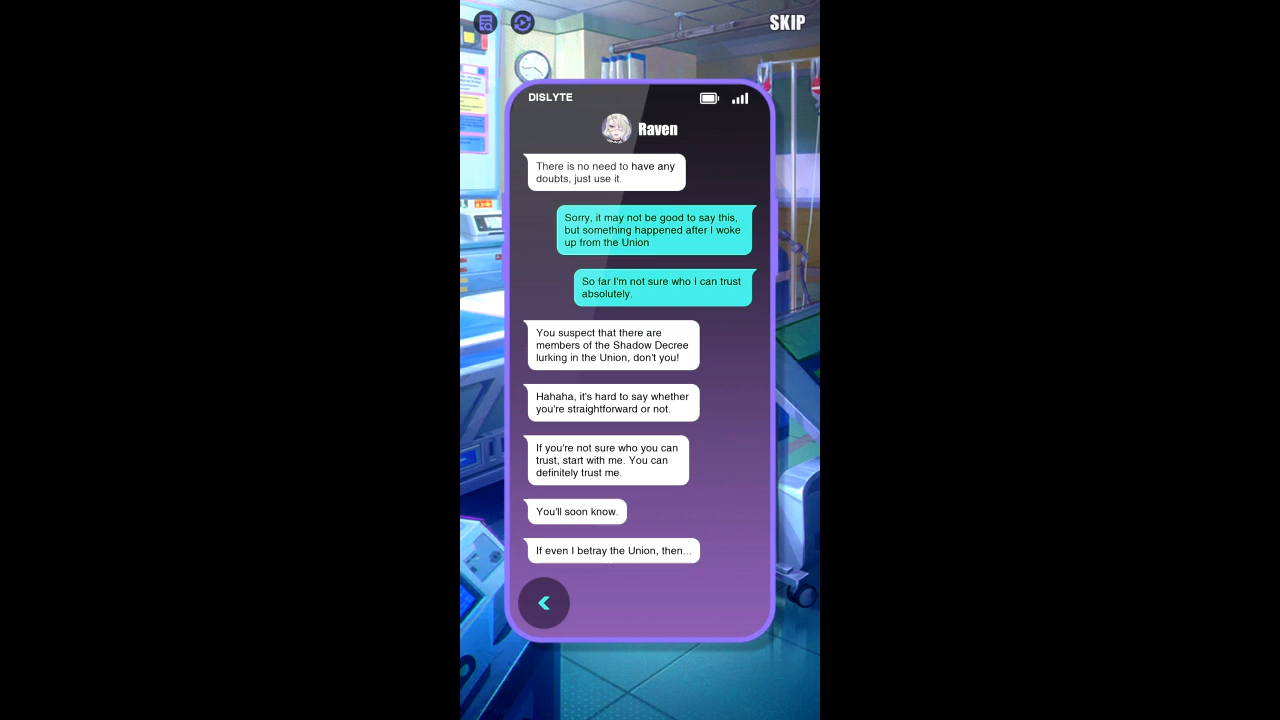 SKIP
DISLYTE
Raven
There is no need to have any
doubts, just use it.
Sorry, it may not be good to say this,
but something happened after I woke
up from the Union
So far I'm not sure who I can trust
absolutely.
You suspect that there are
members of the Shadow Decree
lurking in the Union, don't you!
Hahaha, it's hard to say whether
you're straightforward or not.
If you're not sure who you can
trust, start with me. You can
definitely trust me.
You'll soon know.
If even I betray the Union, then...